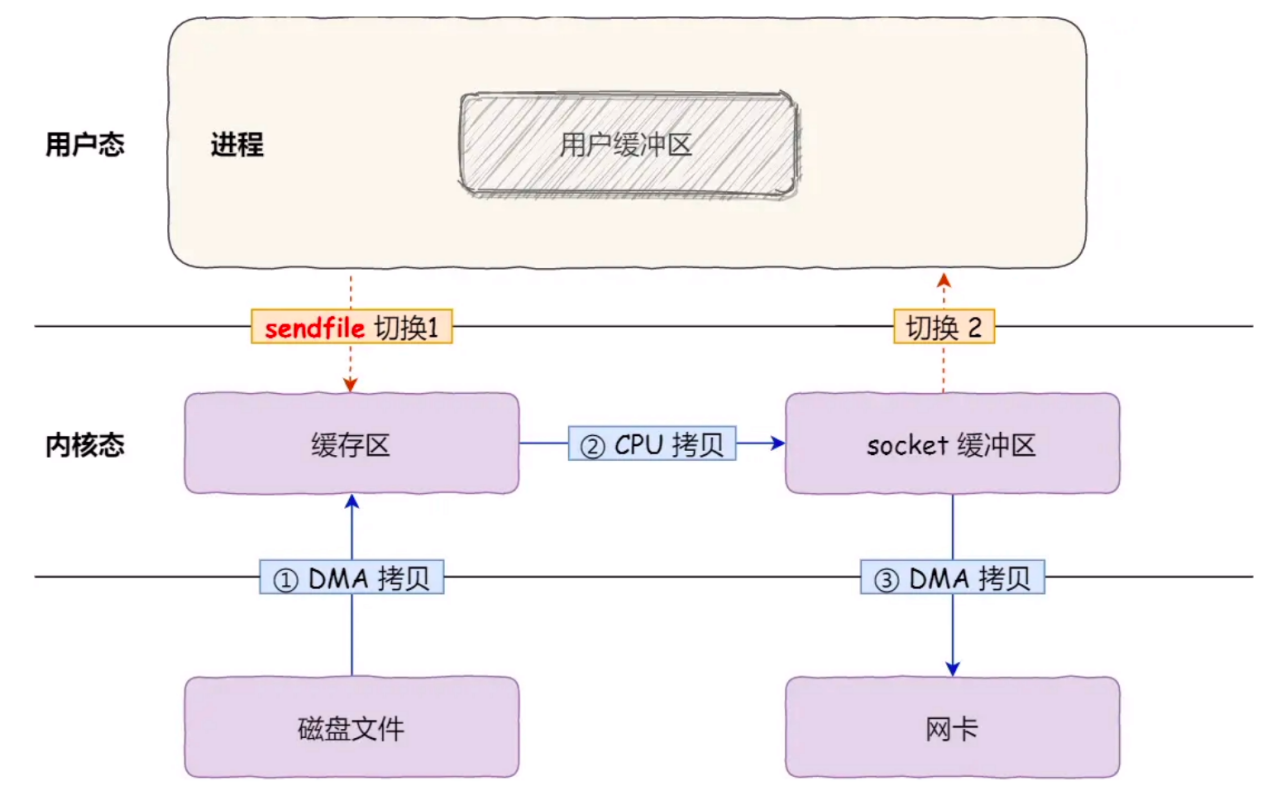 用户态
进程
用户缓冲区
sendfile 切换1
切换 2
内核态
缓存区
② CPU 拷贝
socket 缓冲区
① DMA 拷贝
③ DMA 拷贝
磁盘文件
网卡